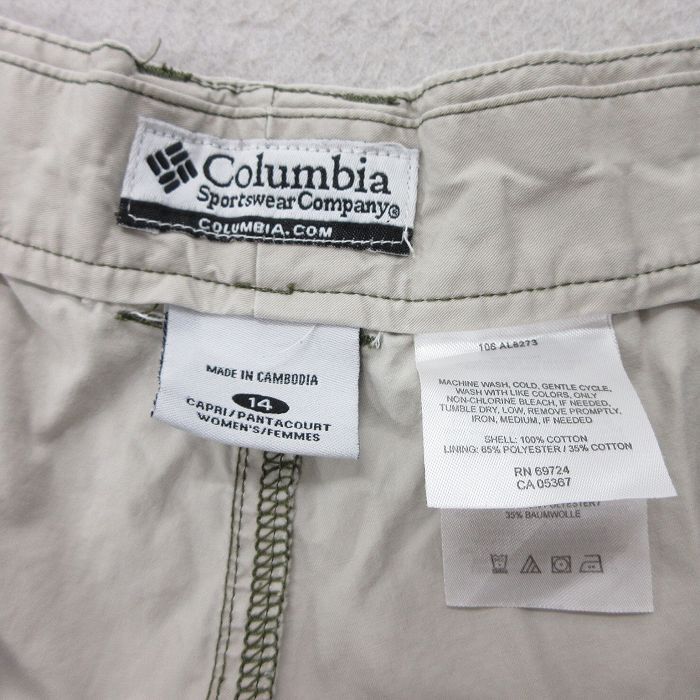 Columbia
Sportswear Company®
COLUMBIA.COM
MADE IN CAMBODIA
14
CAPRI/PANTACOURT
WOMEN'S/FEMMES
106 AL8273
MACHINE WASH, COLD, GENTLE CYCLE,
WASH WITH LIKE COLORS, ONLY
NON-CHLORINE BLEACH, IF NEEDED,
TUMBLE DRY, LOW, REMOVE PROMPTLY,
IRON, MEDIUM, IF NEEDED
SHELL: 100% COTTON
LINING: 65% POLYESTER / 35% COTTON
RN 69724
CA 05367
POLYESTER /
35% BAUMWOLLE